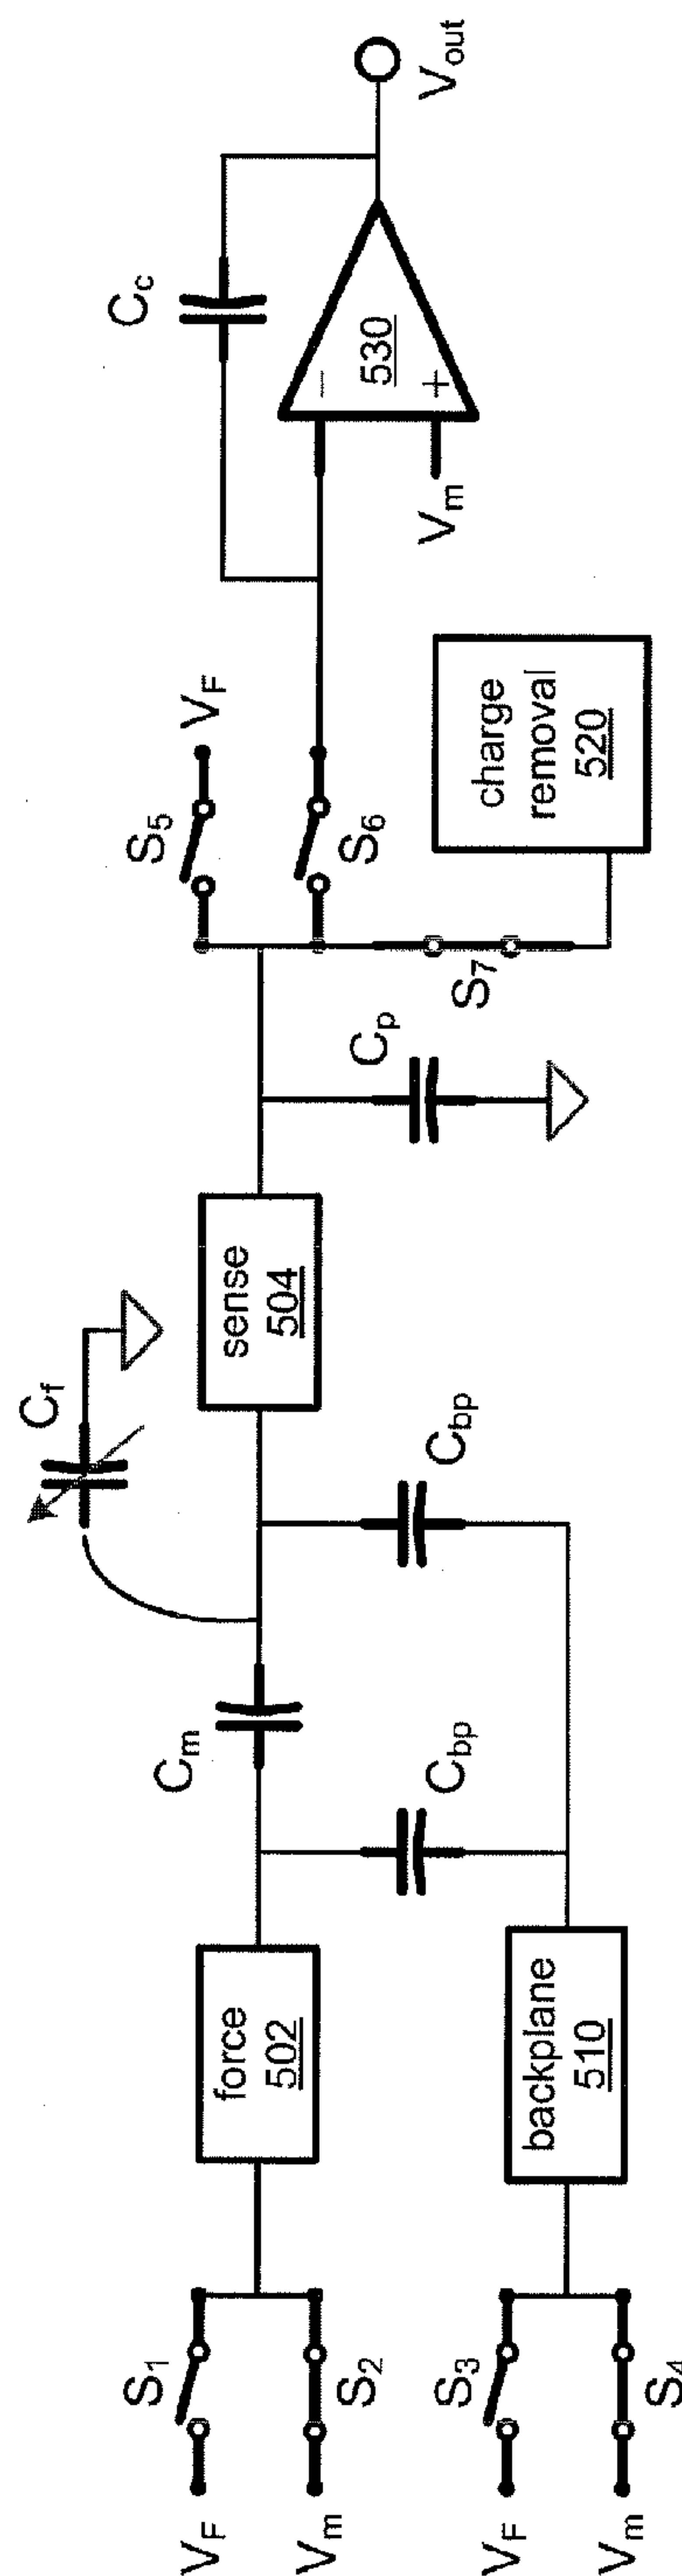 V_F
S_1
V_m
S_2
force
502
C_m
C_f
sense
504
C_p
S_5
V_F
S_6
S_7
charge
removal
520
C_c
−
+
530
V_m
V_out
V_F
S_3
V_m
S_4
backplane
510
C_bp
C_bp